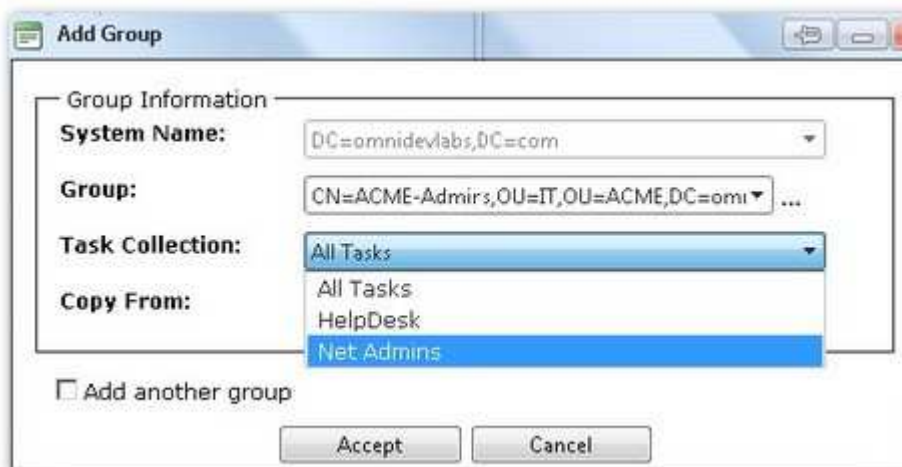 Add Group
Group Information
System Name:
DC=omnidevlabs,DC=com
Group:
CN=ACME-Admins,OU=IT,OU=ACME,DC=omi
...
Task Collection:
All Tasks
All Tasks
HelpDesk
Net Admins
Copy From:
Add another group
Accept
Cancel